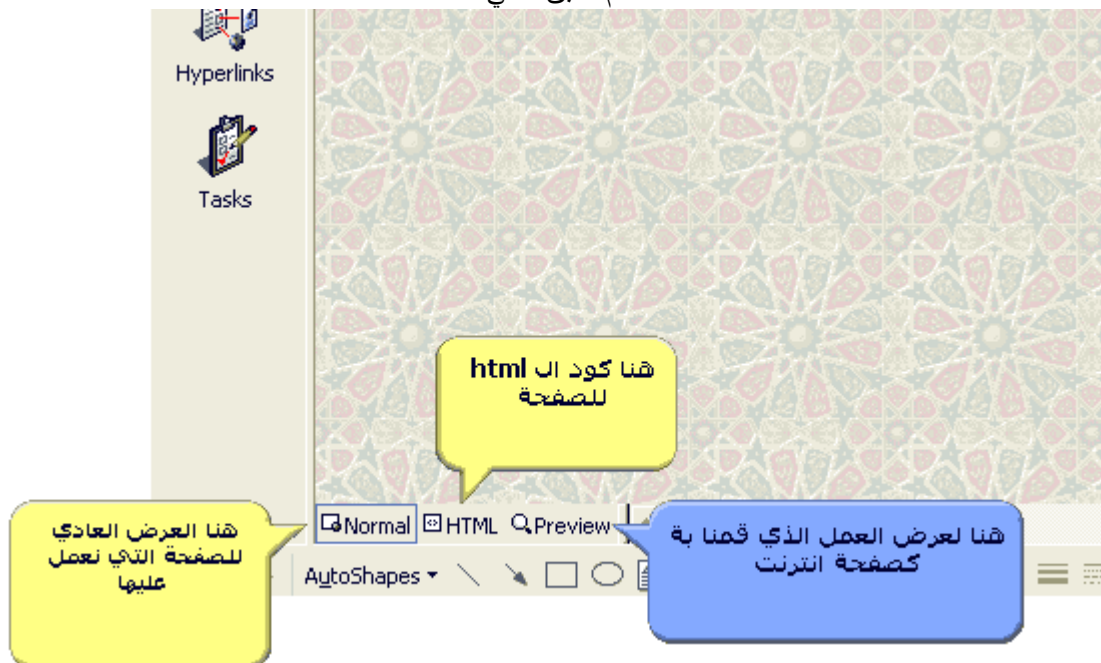 Hyperlinks
Tasks
هنا كود ال html
للصفحة
Normal HTML Preview
هنا العرض العادي
للصفحة التي نعمل
عليها
هنا لعرض العمل الذي قمنا بة
كصفحة انترنت
AutoShapes